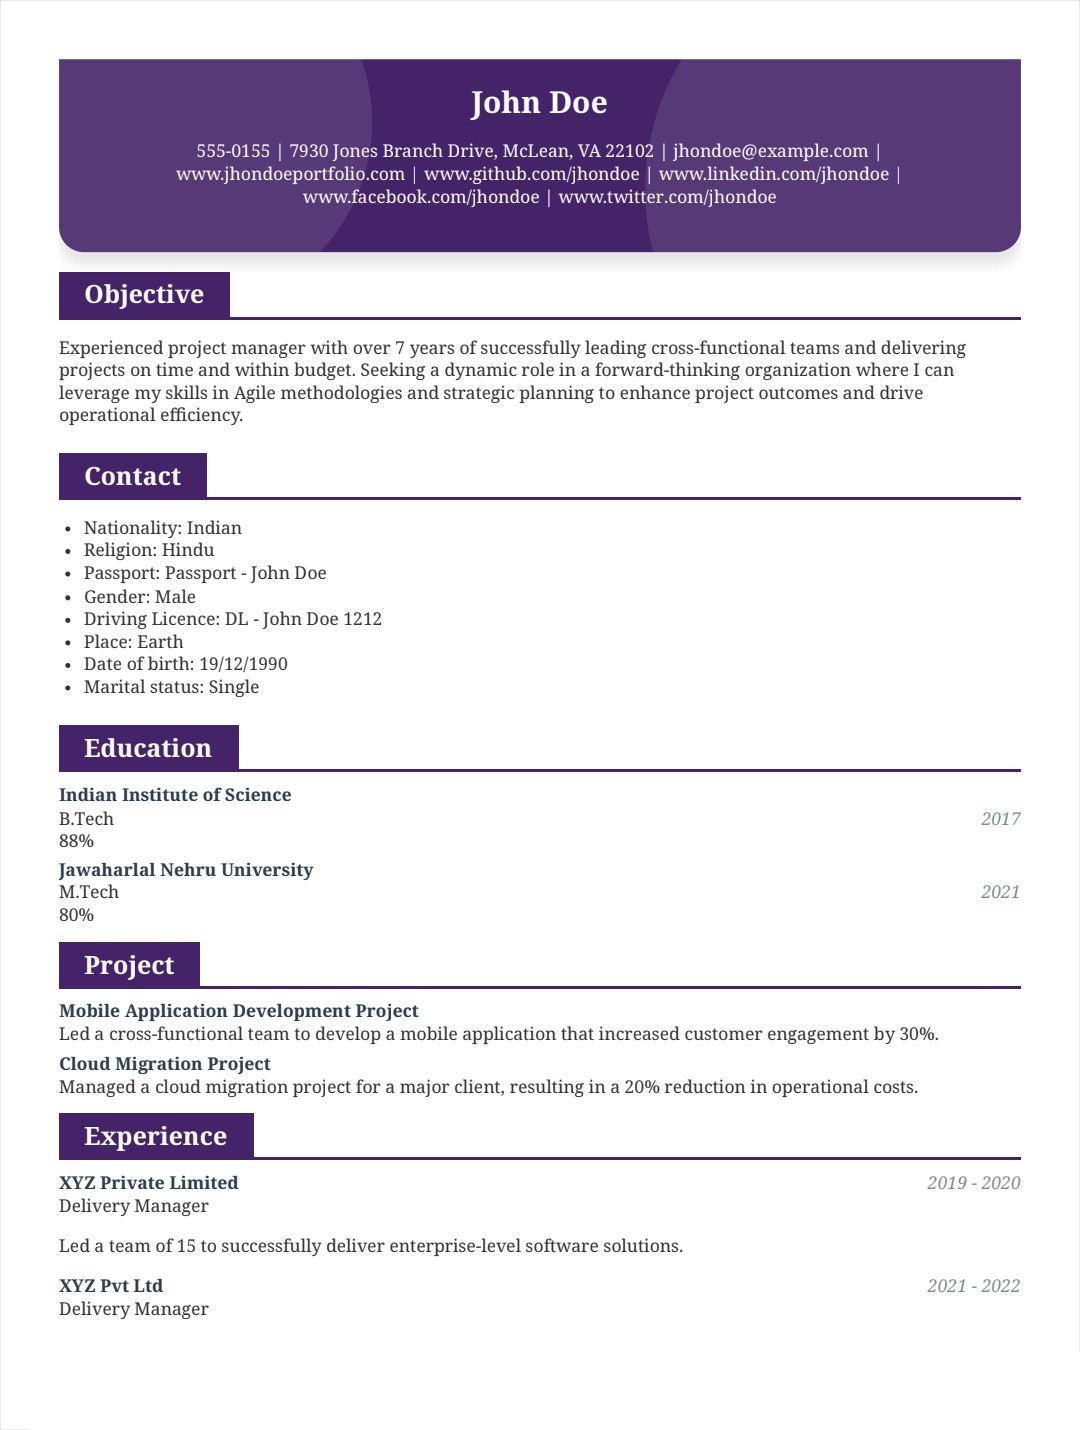 John Doe
555-0155 | 7930 Jones Branch Drive, McLean, VA 22102 | jhondoe@example.com |
www.jhondoeportfolio.com | www.github.com/jhondoe | www.linkedin.com/jhondoe |
www.facebook.com/jhondoe | www.twitter.com/jhondoe
Objective
Experienced project manager with over 7 years of successfully leading cross-functional teams and delivering
projects on time and within budget. Seeking a dynamic role in a forward-thinking organization where I can
leverage my skills in Agile methodologies and strategic planning to enhance project outcomes and drive
operational efficiency.
Contact
• Nationality: Indian
• Religion: Hindu
• Passport: Passport - John Doe
• Gender: Male
• Driving Licence: DL - John Doe 1212
• Place: Earth
• Date of birth: 19/12/1990
• Marital status: Single
Education
Indian Institute of Science
B.Tech 2017
88%
Jawaharlal Nehru University
M.Tech 2021
80%
Project
Mobile Application Development Project
Led a cross-functional team to develop a mobile application that increased customer engagement by 30%.
Cloud Migration Project
Managed a cloud migration project for a major client, resulting in a 20% reduction in operational costs.
Experience
XYZ Private Limited 2019 - 2020
Delivery Manager
Led a team of 15 to successfully deliver enterprise-level software solutions.
XYZ Pvt Ltd 2021 - 2022
Delivery Manager